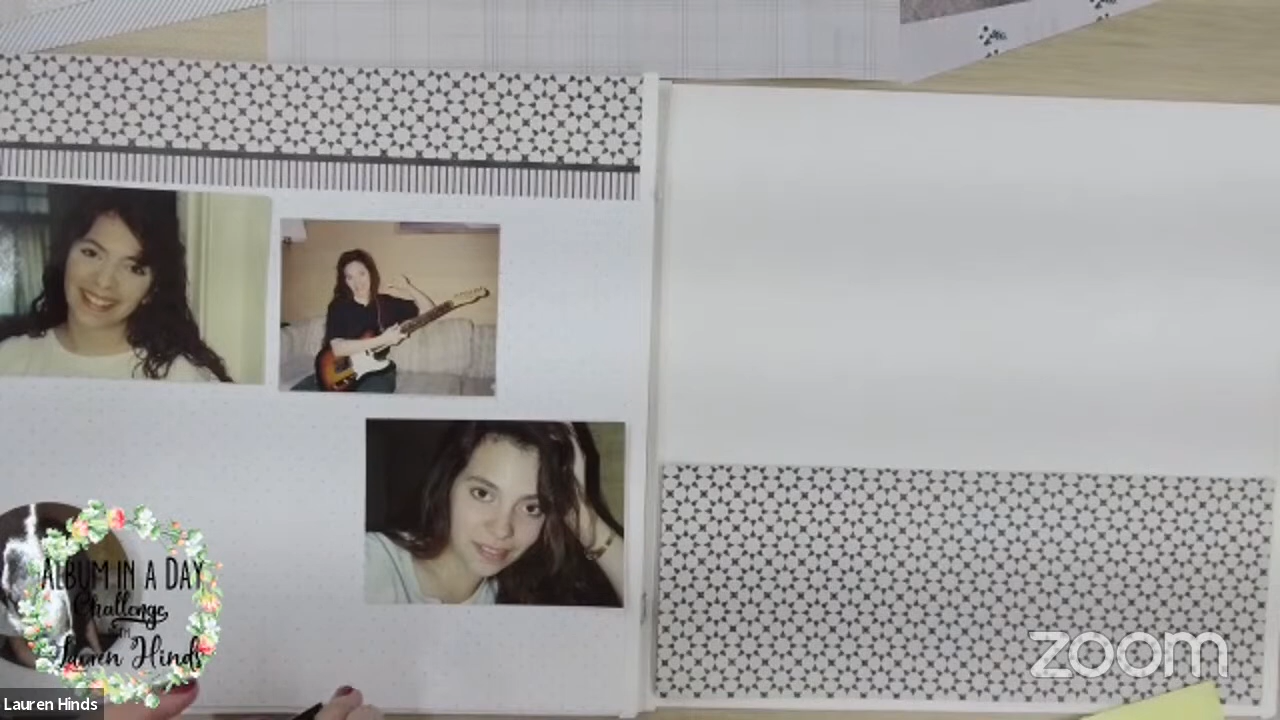 ALBUM IN A DAY
Challenge
WITH
Lauren Hinds
Lauren Hinds
zoom